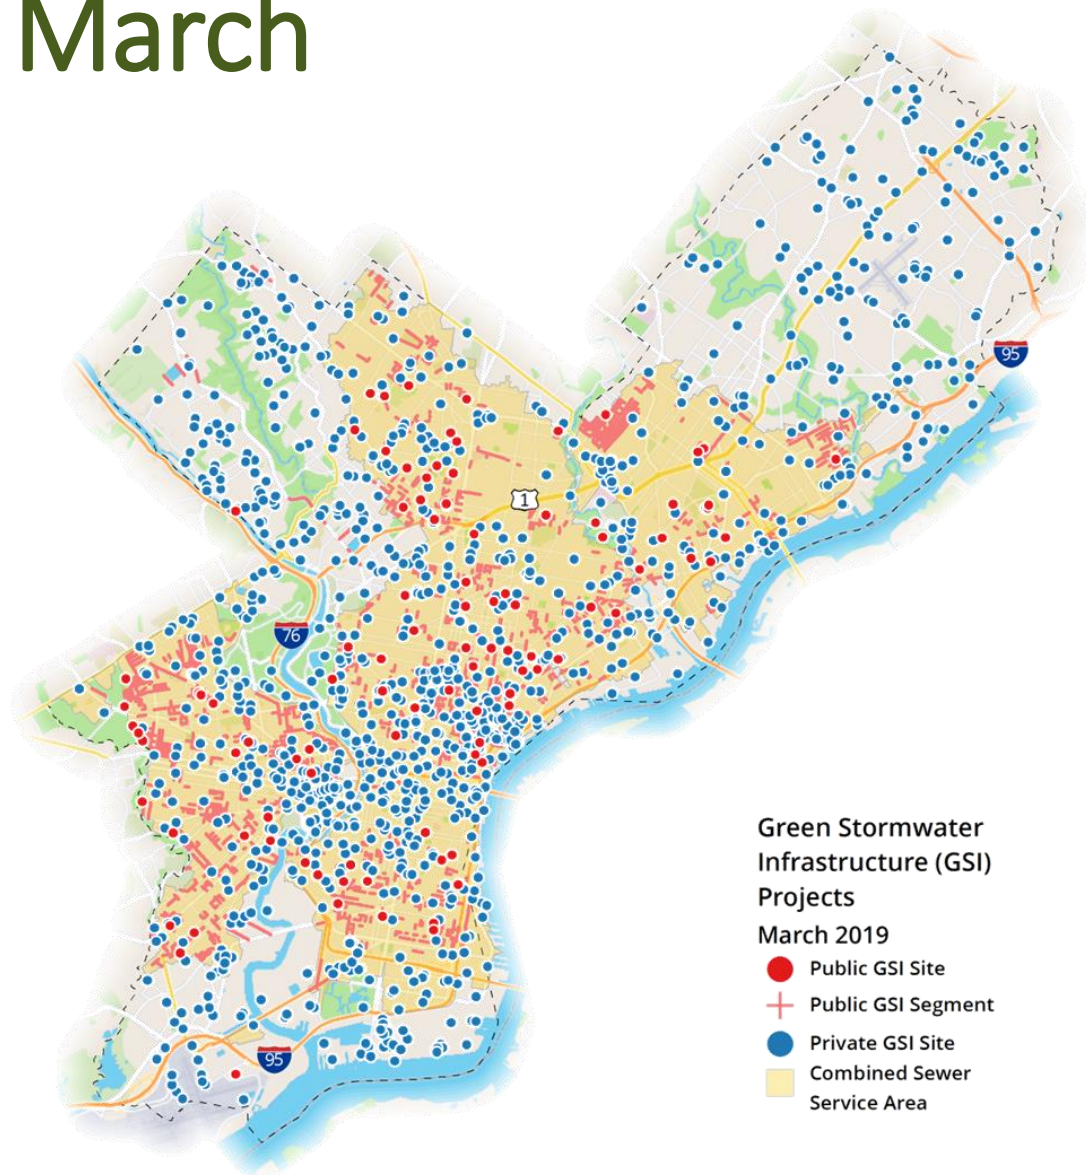 March
95
1
76
95
Green Stormwater
Infrastructure (GSI)
Projects
March 2019
Public GSI Site
Public GSI Segment
Private GSI Site
Combined Sewer
Service Area